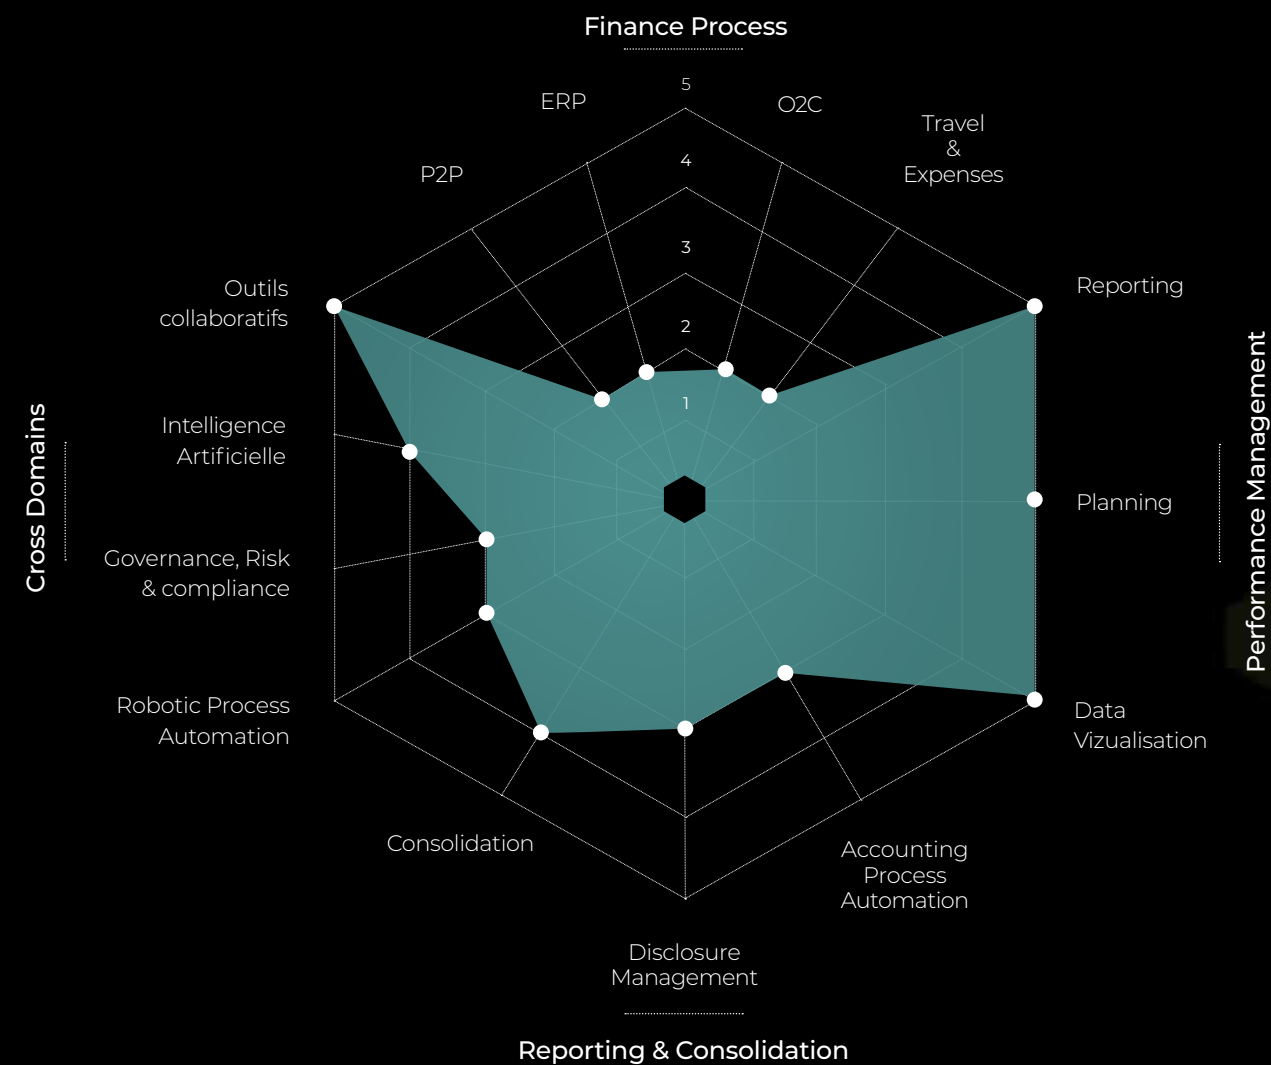 Finance Process
5
ERP
O2C
Travel
&
Expenses
4
P2P
3
Outils
collaboratifs
Reporting
2
1
Intelligence
Artificielle
Cross Domains
Performance Management
Planning
Governance, Risk
& compliance
Robotic Process
Automation
Data
Vizualisation
Consolidation
Accounting
Process
Automation
Disclosure
Management
Reporting & Consolidation